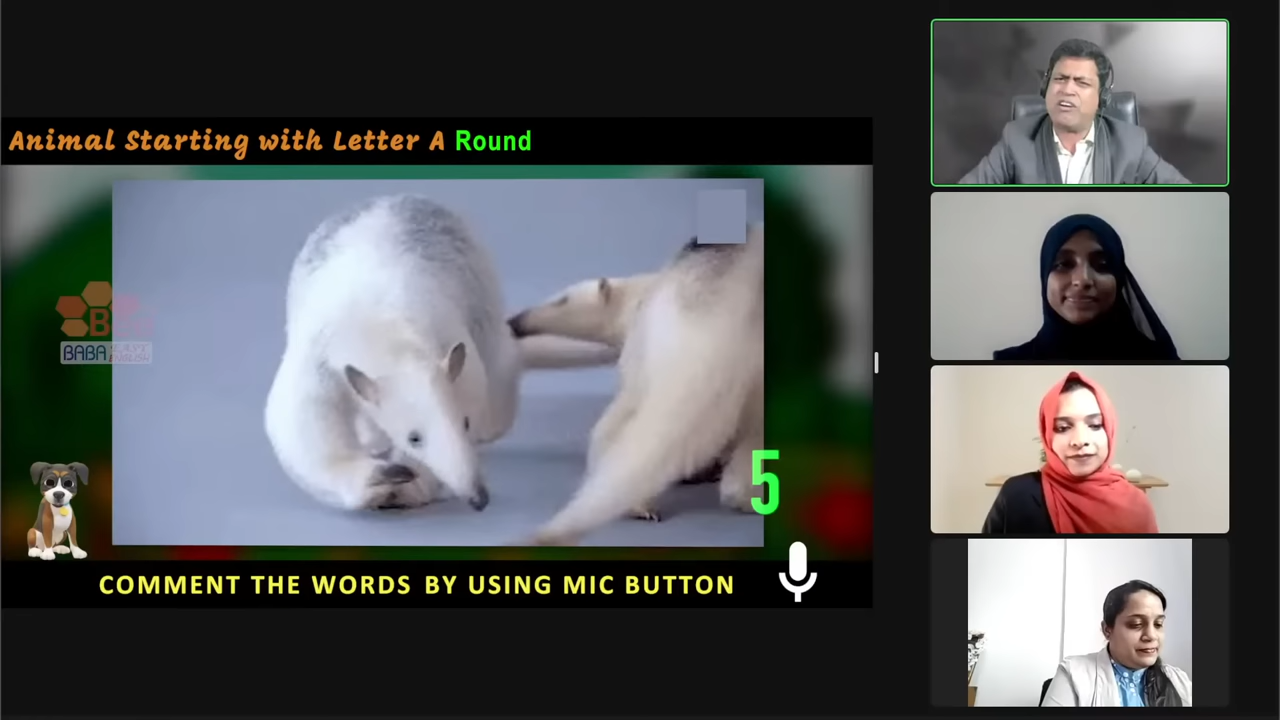 Animal Starting with Letter A Round
BABA
5
COMMENT THE WORDS BY USING MIC BUTTON